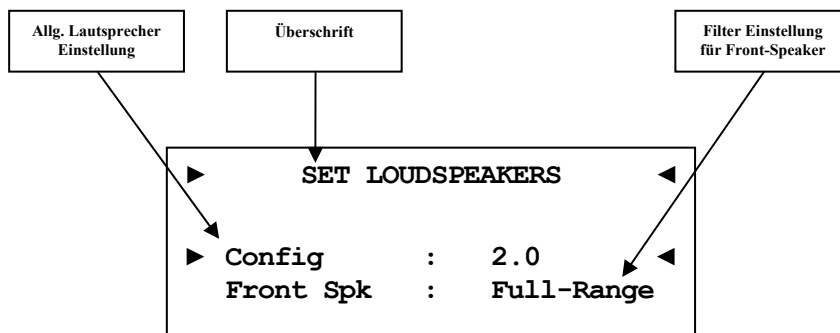 Allg. Lautsprecher
Einstellung
Überschrift
Filter Einstellung
für Front-Speaker
► SET LOUDSPEAKERS ◄
► Config : 2.0 ◄
Front Spk : Full-Range